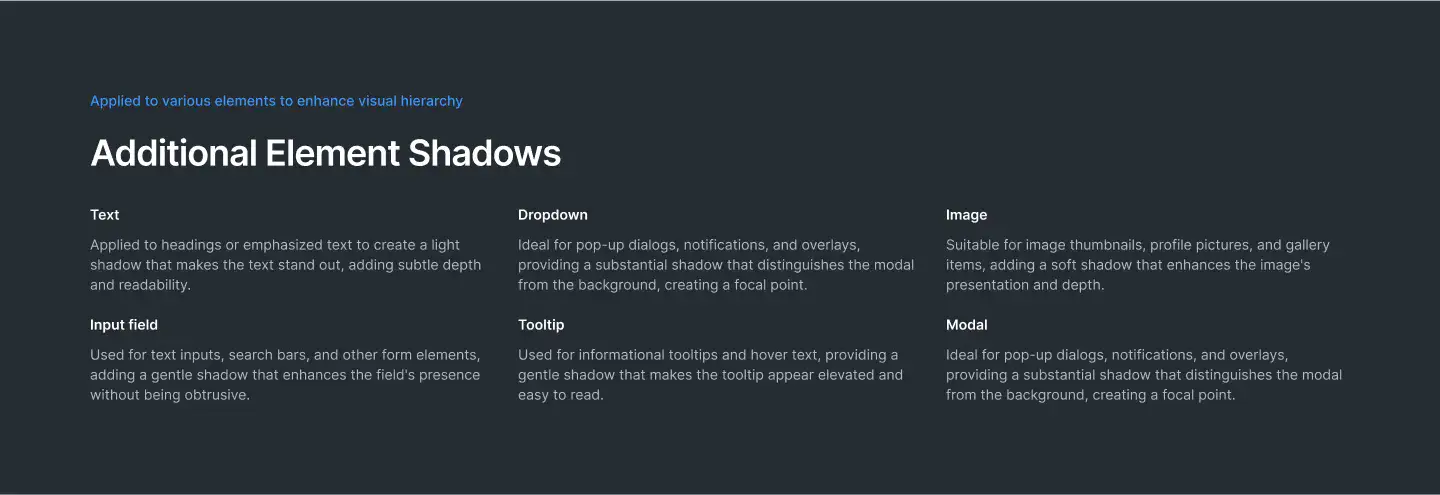 Applied to various elements to enhance visual hierarchy
Additional Element Shadows
Text
Applied to headings or emphasized text to create a light
shadow that makes the text stand out, adding subtle depth
and readability.
Dropdown
Ideal for pop-up dialogs, notifications, and overlays,
providing a substantial shadow that distinguishes the modal
from the background, creating a focal point.
Image
Suitable for image thumbnails, profile pictures, and gallery
items, adding a soft shadow that enhances the image's
presentation and depth.
Input field
Used for text inputs, search bars, and other form elements,
adding a gentle shadow that enhances the field's presence
without being obtrusive.
Tooltip
Used for informational tooltips and hover text, providing a
gentle shadow that makes the tooltip appear elevated and
easy to read.
Modal
Ideal for pop-up dialogs, notifications, and overlays,
providing a substantial shadow that distinguishes the modal
from the background, creating a focal point.